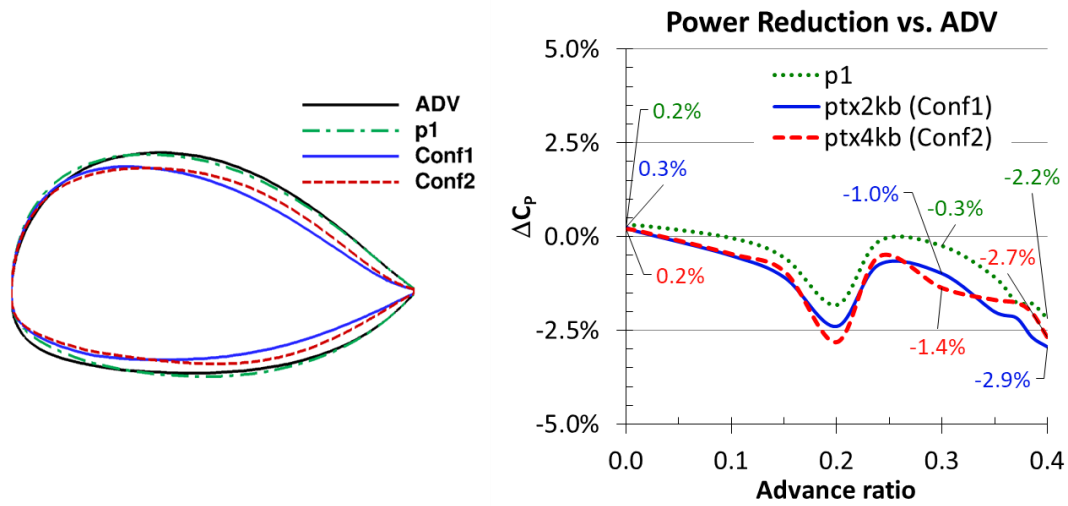 ADV
p1
Conf1
Conf2
Power Reduction vs. ADV
5.0%
2.5%
0.0%
-2.5%
-5.0%
ΔCP
p1
ptx2kb (Conf1)
ptx4kb (Conf2)
0.2%
0.3%
0.2%
-1.0%
-0.3%
-2.2%
-2.7%
-1.4%
-2.9%
0.0 0.1 0.2 0.3 0.4
Advance ratio